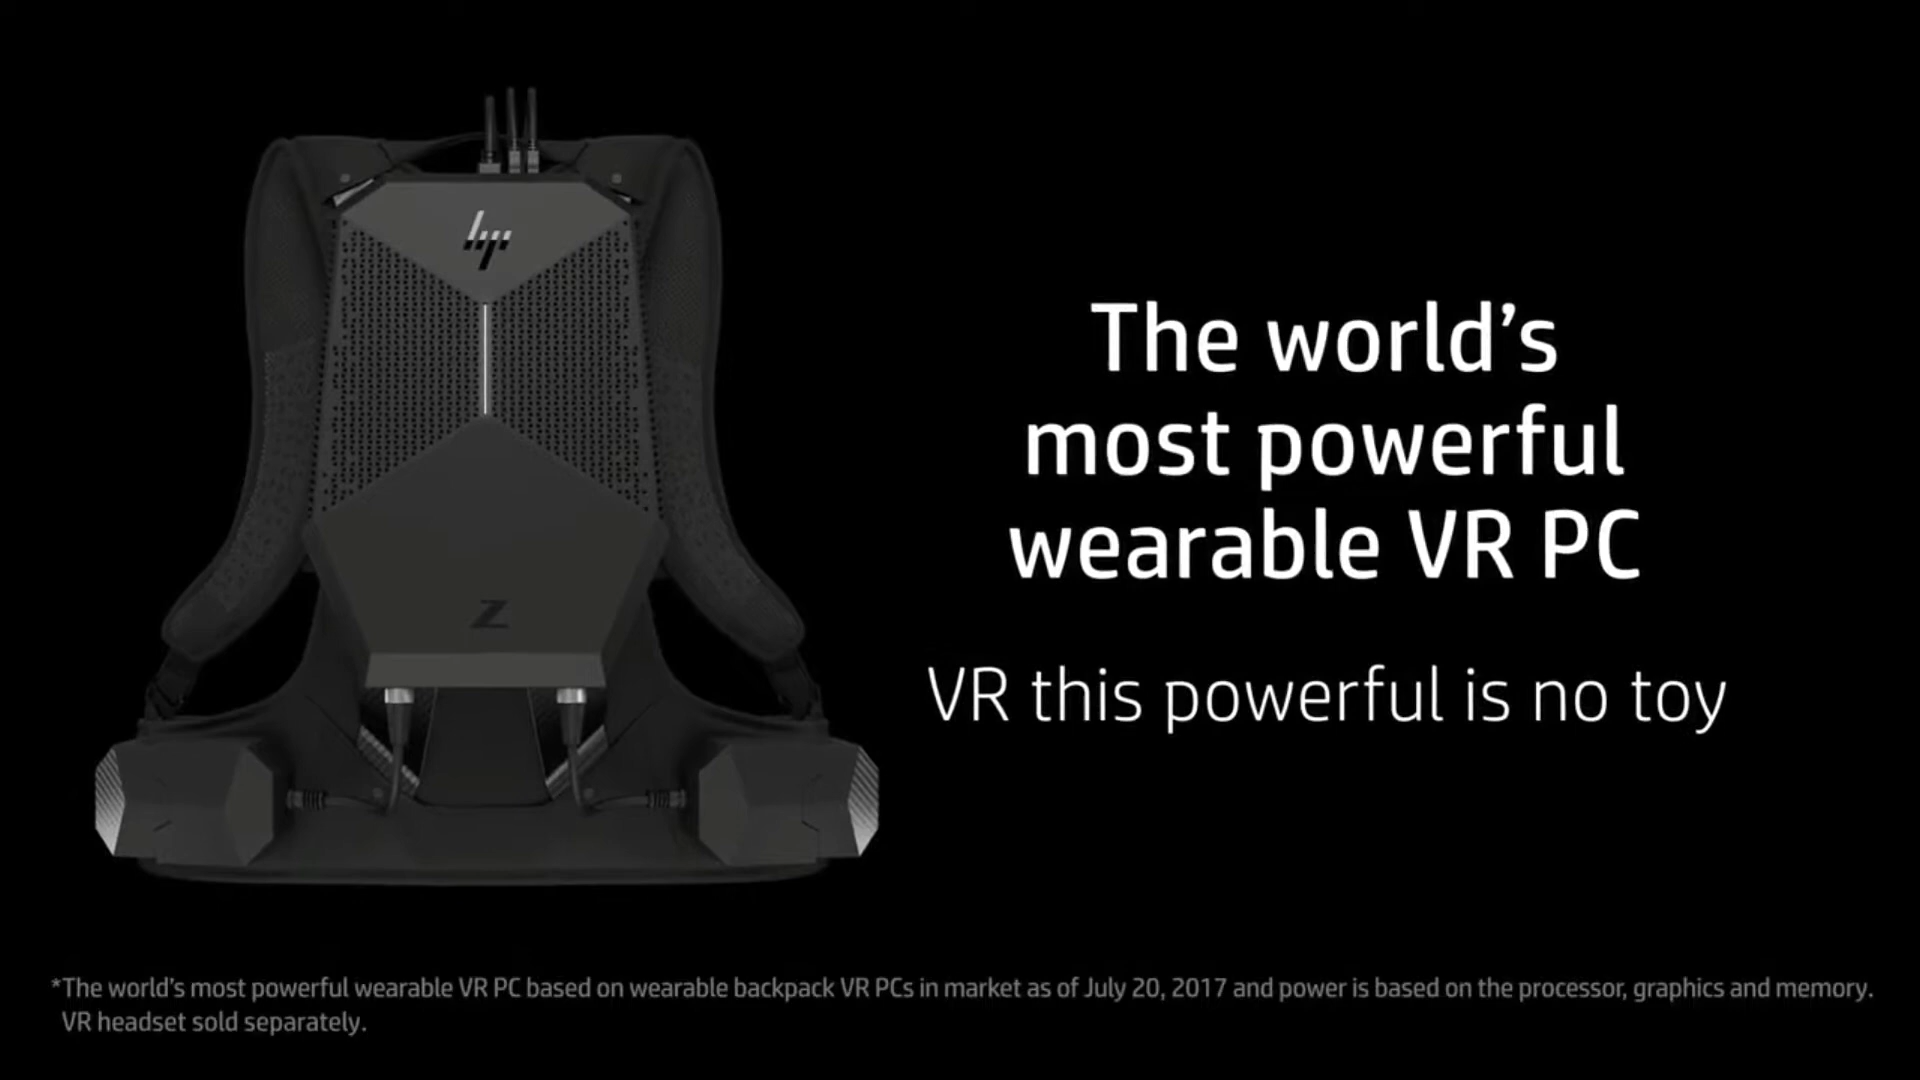 hp
Z
The world’s
most powerful
wearable VR PC
VR this powerful is no toy
*The world’s most powerful wearable VR PC based on wearable backpack VR PCs in market as of July 20, 2017 and power is based on the processor, graphics and memory.
VR headset sold separately.